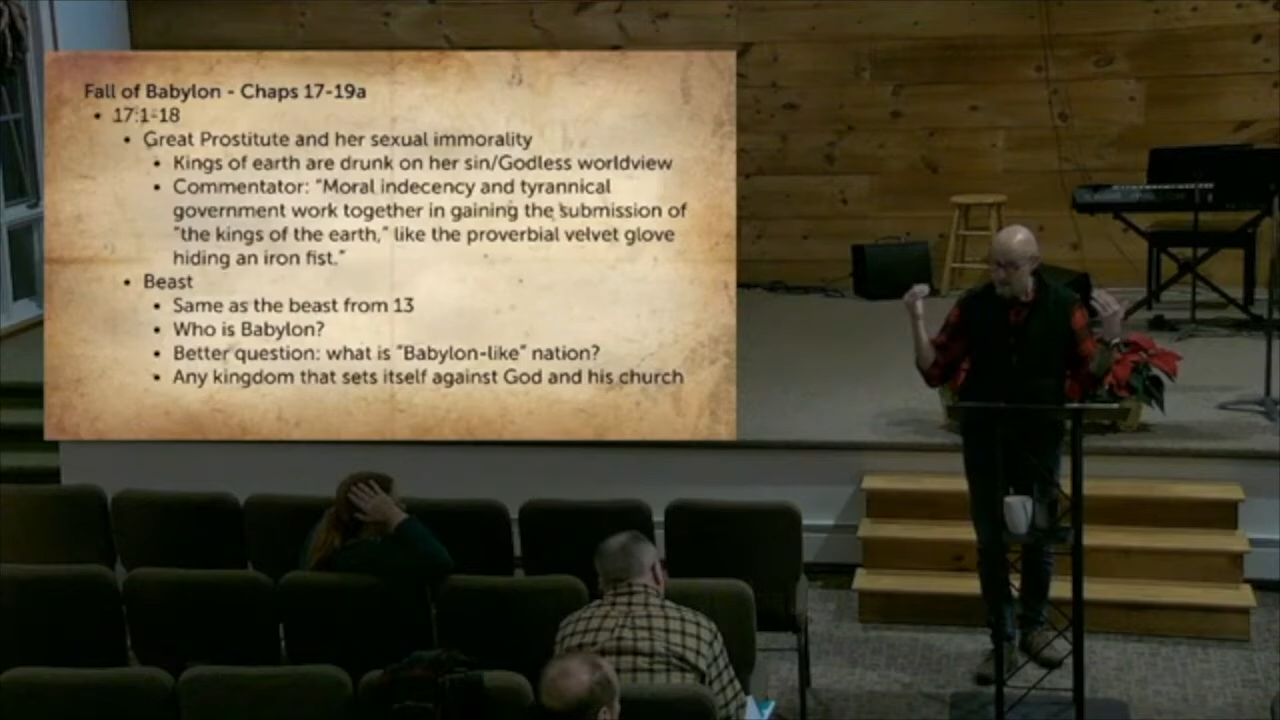 Fall of Babylon - Chaps 17-19a
• 17:1-18
• Great Prostitute and her sexual immorality
• Kings of earth are drunk on her sin/Godless worldview
• Commentator: “Moral indecency and tyrannical
government work together in gaining the submission of
“the kings of the earth,” like the proverbial velvet glove
hiding an iron fist.”
• Beast
• Same as the beast from 13
• Who is Babylon?
• Better question: what is “Babylon-like” nation?
• Any kingdom that sets itself against God and his church